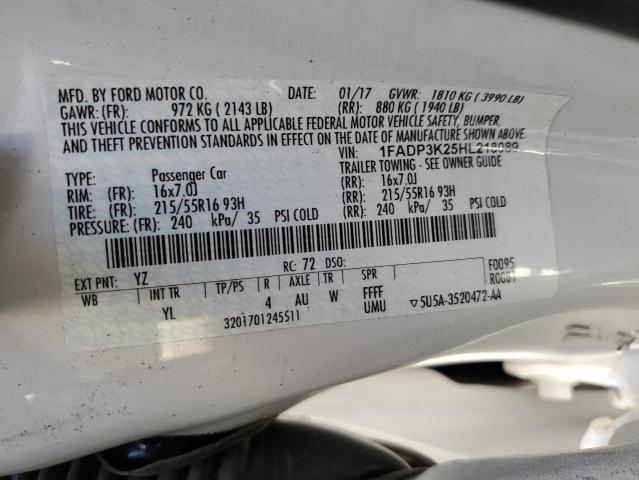 MFD. BY FORD MOTOR CO. DATE: 01/17 GVWR: 1810 KG ( 3990 LB)
GAWR: (FR): 972 KG ( 2143 LB) (RR): 880 KG ( 1940 LB)
THIS VEHICLE CONFORMS TO ALL APPLICABLE FEDERAL MOTOR VEHICLE SAFETY, BUMPER,
AND THEFT PREVENTION STANDARDS IN EFFECT ON THE DATE OF MANUFACTURE SHOWN ABOVE.
VIN: 1FADP3K25HL218089
TYPE: Passenger Car TRAILER TOWING - SEE OWNER GUIDE
RIM: (FR): 16x7.0J (RR): 16x7.0J
TIRE: (FR): 215/55R16 93H (RR): 215/55R16 93H
PRESSURE: (FR): 240 kPa/ 35 PSI COLD (RR): 240 kPa/ 35 PSI COLD
EXT PNT: YZ RC: 72 DSO: F0095
WB INT TR TP/PS R AXLE TR SPR R0081
YL 4 AU W FFFF
3201701245511 UMU ▽5U5A-3520472-AA